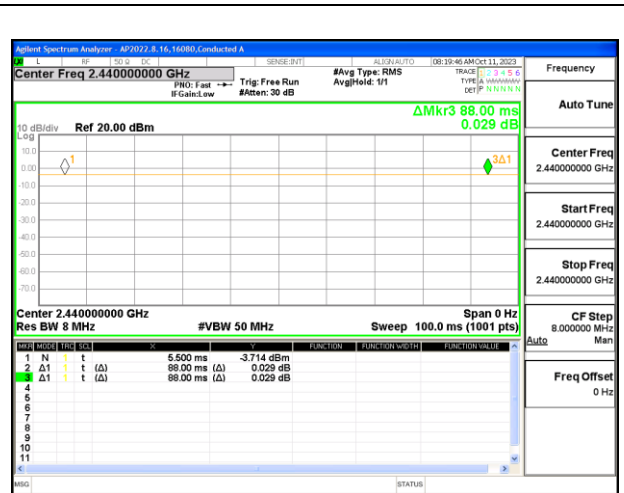 Agilent Spectrum Analyzer - AP2022.8.16,16080,Conducted A
L RF 50 Ω DC SENSE:INT ALIGNAUTO 08:19:46 AM Oct 11, 2023
Center Freq 2.440000000 GHz #Avg Type: RMS TRACE 1 2 3 4 5 6
PNO: Fast Trig: Free Run Avg|Hold: 1/1 TYPE A WWWWW
IFGain:Low #Atten: 30 dB DET P N N N N N
ΔMkr3 88.00 ms
0.029 dB
10 dB/div Ref 20.00 dBm
Log
10.0
1
3Δ1
0.00
-10.0
-20.0
-30.0
-40.0
-50.0
-60.0
-70.0
Center 2.440000000 GHz Span 0 Hz
Res BW 8 MHz #VBW 50 MHz Sweep 100.0 ms (1001 pts)
MKR MODE TRC SCL X Y FUNCTION FUNCTION WIDTH FUNCTION VALUE
1 N 1 t 5.500 ms -3.714 dBm
2 Δ1 1 t (Δ) 88.00 ms (Δ) 0.029 dB
3 Δ1 1 t (Δ) 88.00 ms (Δ) 0.029 dB
4
5
6
7
8
9
10
11
MSG STATUS
Frequency
Auto Tune
Center Freq
2.440000000 GHz
Start Freq
2.440000000 GHz
Stop Freq
2.440000000 GHz
CF Step
8.000000 MHz
Auto Man
Freq Offset
0 Hz